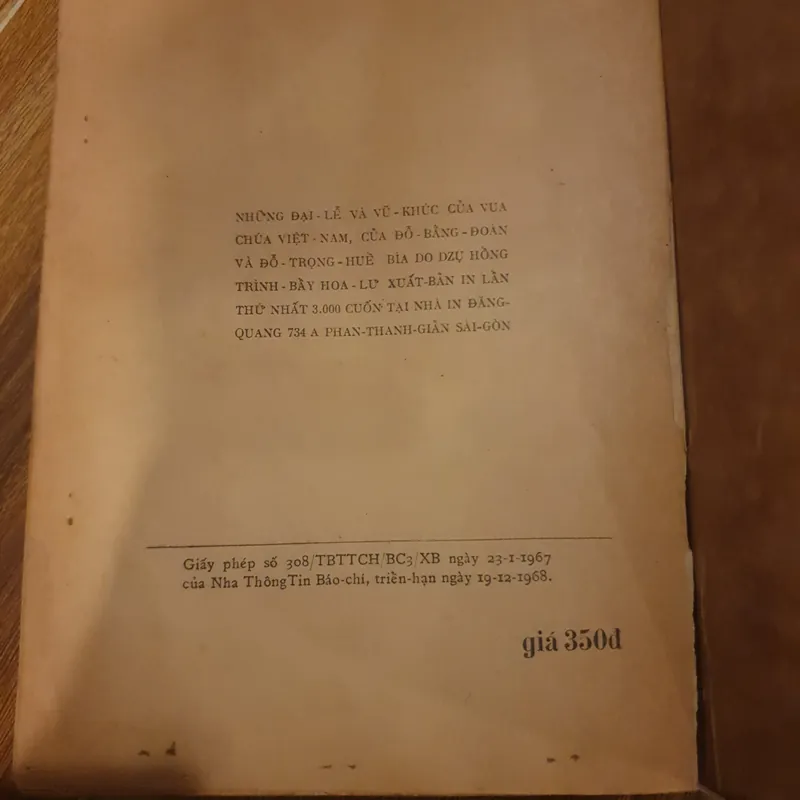 NHỮNG ĐẠI-LỄ VÀ VŨ-KHÚC CỦA VUA
CHÚA VIỆT-NAM, CỦA ĐỖ-BẰNG-ĐOÀN
VÀ ĐỖ-TRỌNG-HUỀ BÌA DO DZỤ HỒNG
TRÌNH-BẦY HOA-LƯ XUẤT-BẢN IN LẦN
THỨ NHẤT 3.000 CUỐN TẠI NHÀ IN ĐĂNG-
QUANG 734 A PHAN-THANH-GIẢN SÀI-GÒN
Giấy phép số 308/TBTTCH/BC3/XB ngày 23-1-1967
của Nha ThôngTin Báo-chí, triển-hạn ngày 19-12-1968.
giá 350đ